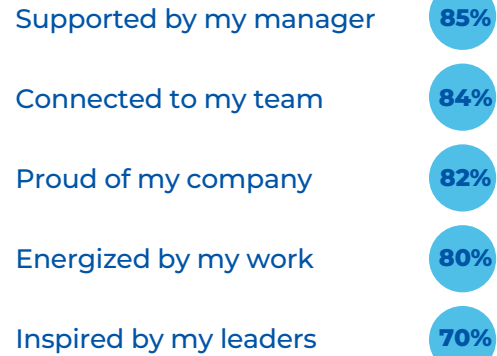 Supported by my manager 85%
Connected to my team 84%
Proud of my company 82%
Energized by my work 80%
Inspired by my leaders 70%